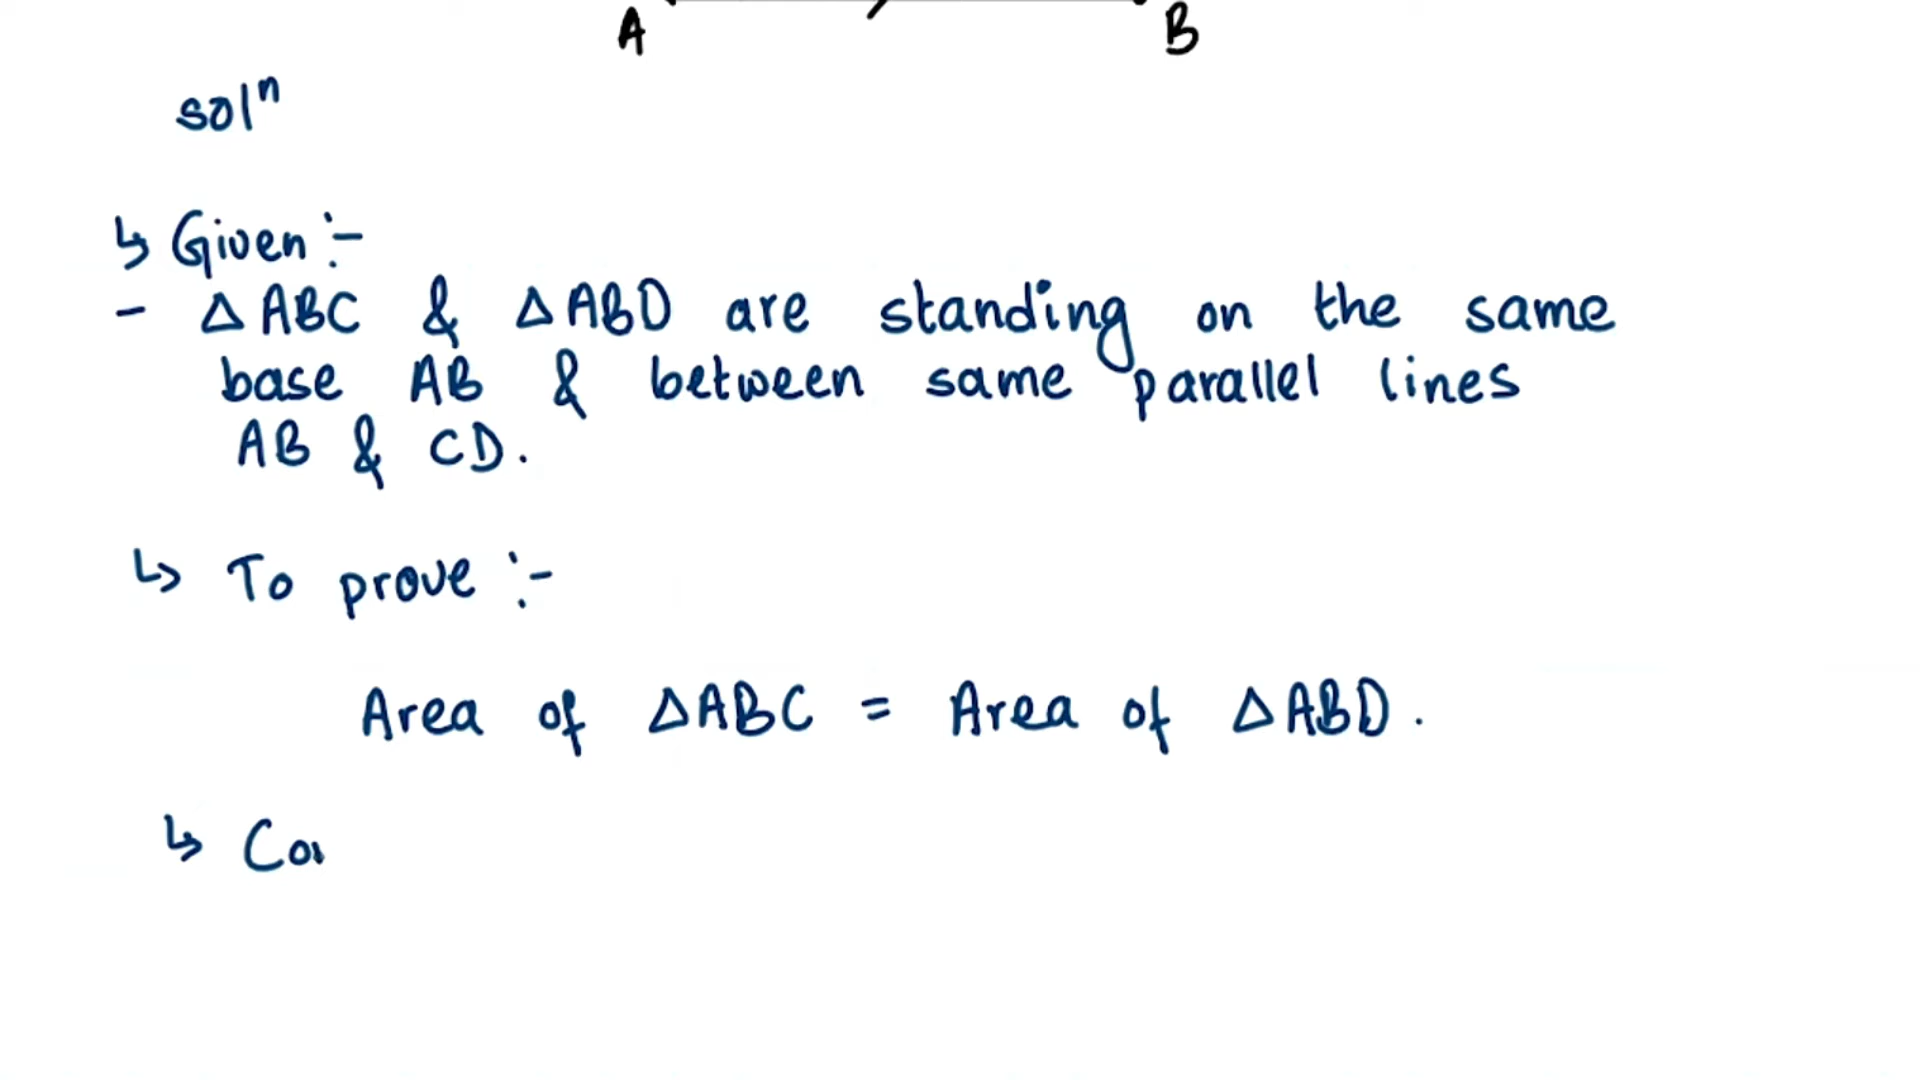 A B
solⁿ
↳ Given :-
- △ABC & △ABD are standing on the same
base AB & between same parallel lines
AB & CD.
↳ To prove :-
Area of △ABC = Area of △ABD.
↳ Co